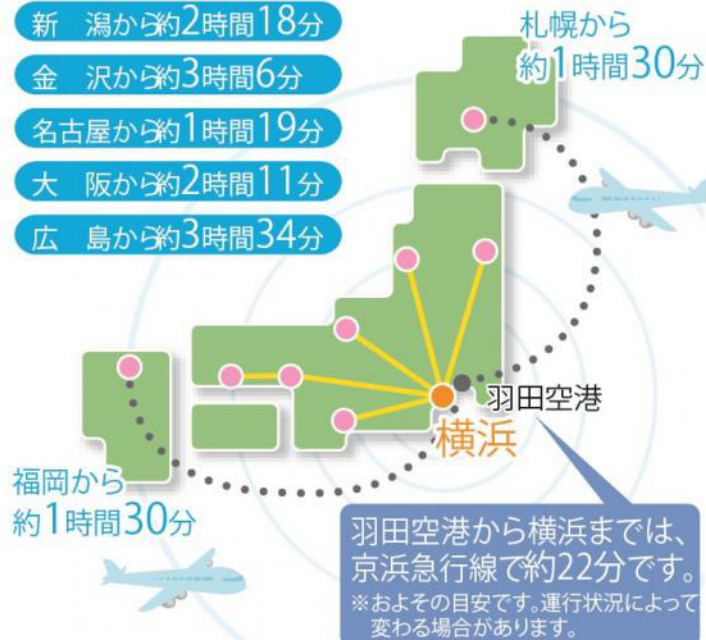 新　潟から約2時間18分
金　沢から約3時間6分
名古屋から約1時間19分
大　阪から約2時間11分
広　島から約3時間34分
札幌から
約1時間30分
羽田空港
横浜
福岡から
約1時間30分
羽田空港から横浜までは、
京浜急行線で約22分です。
※およその目安です。運行状況によって
変わる場合があります。